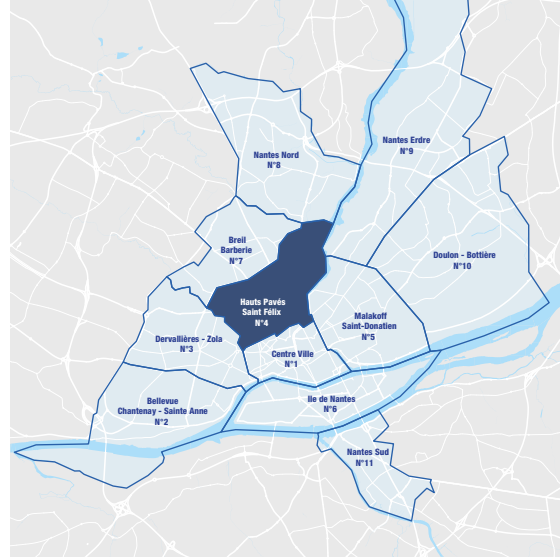 Nantes Erdre
N°9
Nantes Nord
N°8
Breil
Barberie
N°7
Doulon - Bottière
N°10
Hauts Pavés
Saint Félix
N°4
Malakoff
Saint-Donatien
N°5
Dervallières - Zola
N°3
Centre Ville
N°1
Bellevue
Chantenay - Sainte Anne
N°2
Ile de Nantes
N°6
Nantes Sud
N°11